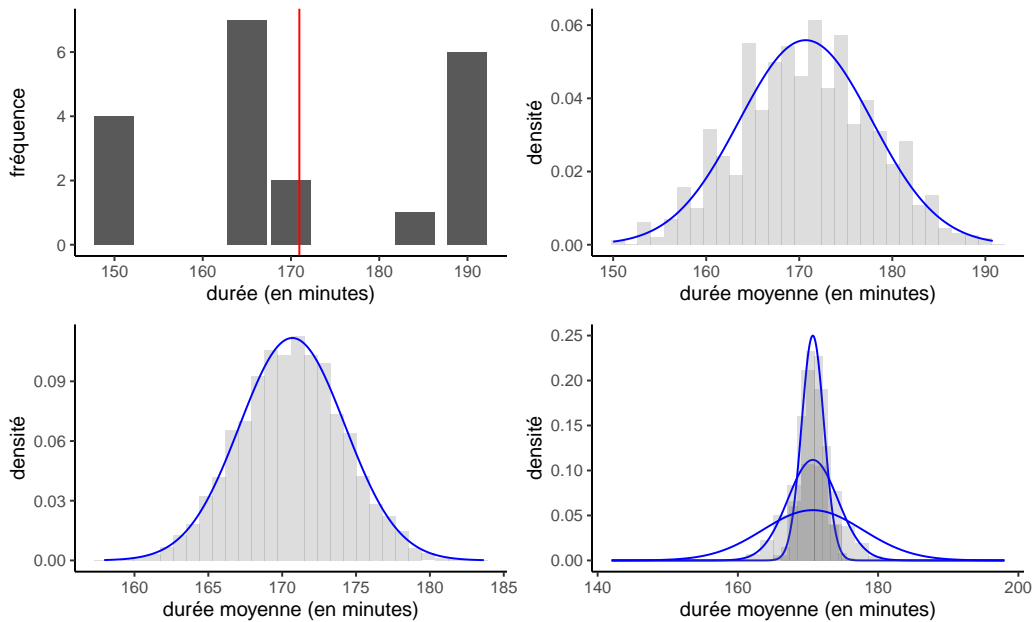 fréquence
6
4
2
0
150 160 170 180 190
durée (en minutes)
densité
0.06
0.04
0.02
0.00
150 160 170 180 190
durée moyenne (en minutes)
densité
0.09
0.06
0.03
0.00
160 165 170 175 180 185
durée moyenne (en minutes)
densité
0.25
0.20
0.15
0.10
0.05
0.00
140 160 180 200
durée moyenne (en minutes)